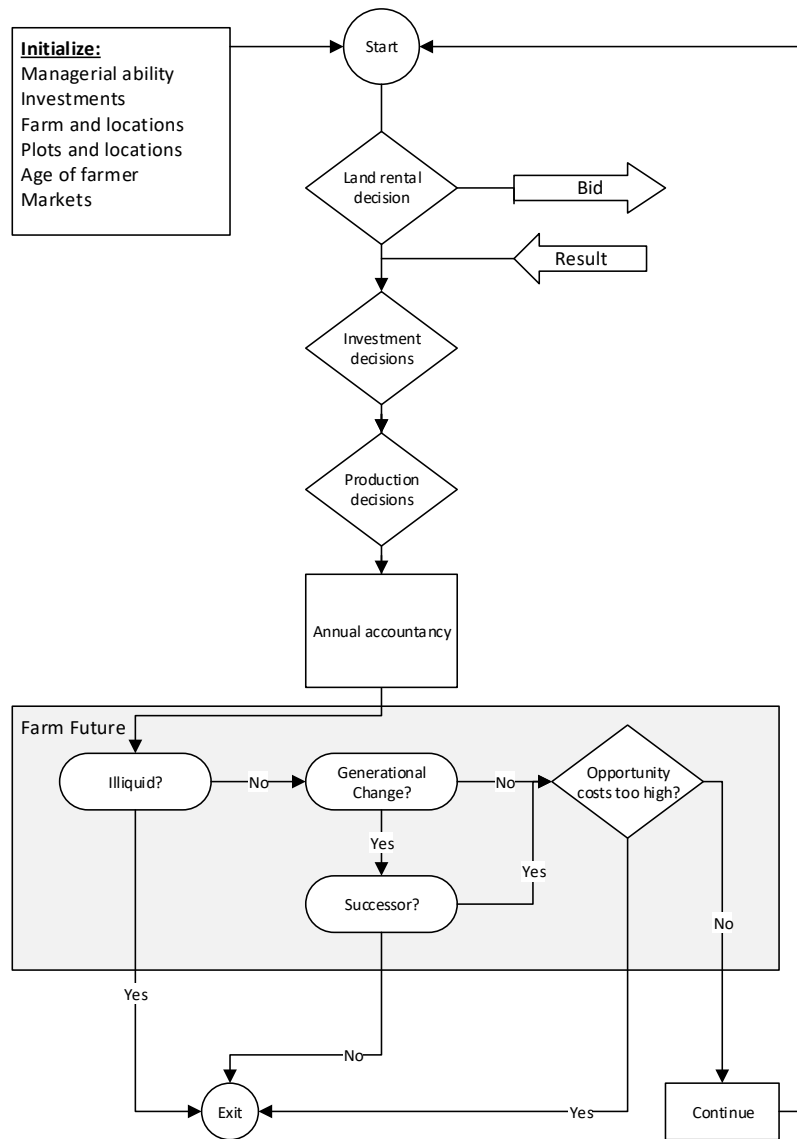 Initialize:
Managerial ability
Investments
Farm and locations
Plots and locations
Age of farmer
Markets
Start
Land rental
decision
Bid
Result
Investment
decisions
Production
decisions
Annual accountancy
Farm Future
Illiquid?
No
Generational
Change?
No
Opportunity
costs too high?
Yes
Successor?
Yes
No
Yes
No
Exit
Yes
Continue